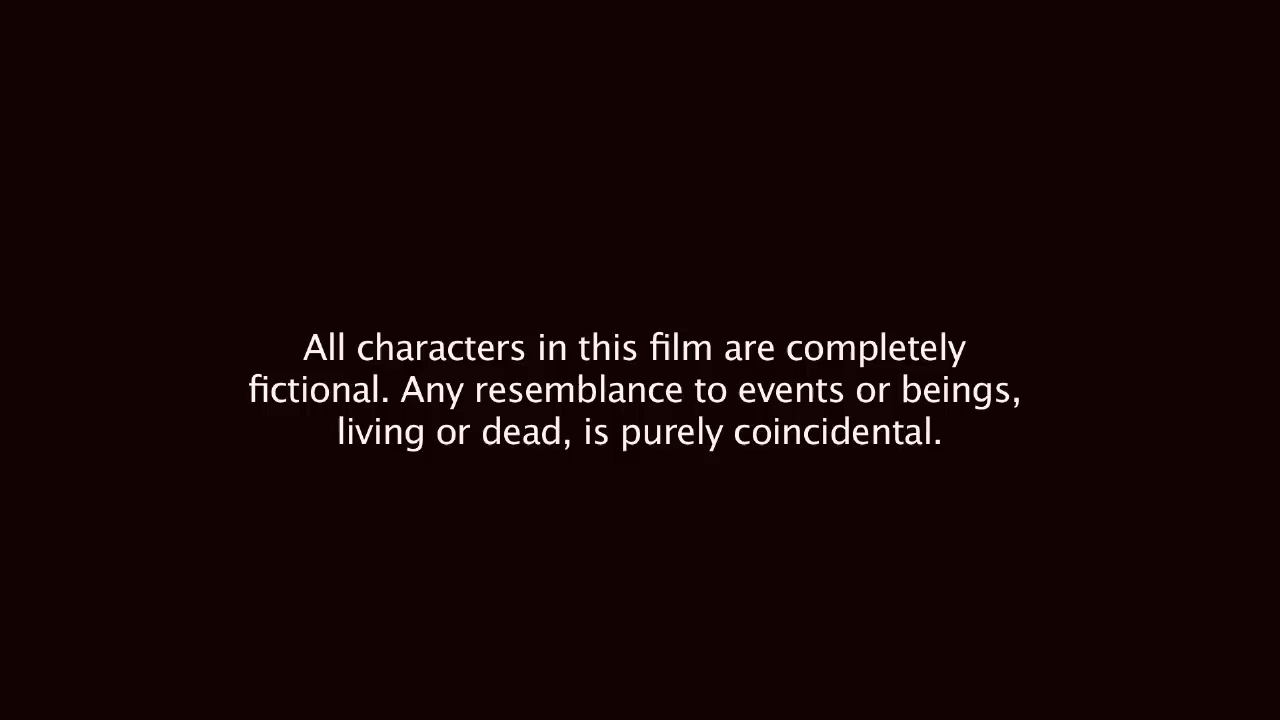 All characters in this film are completely
fictional. Any resemblance to events or beings,
living or dead, is purely coincidental.